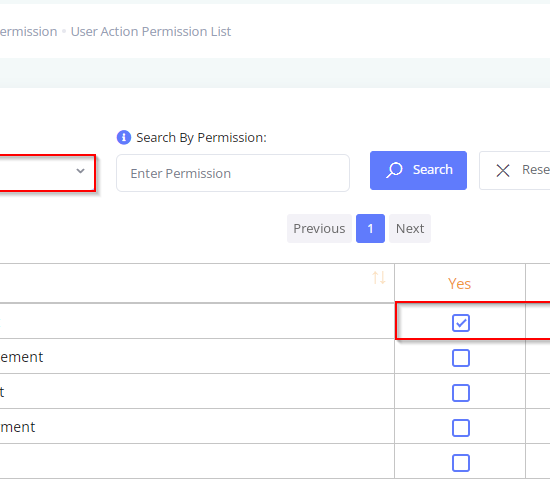 ermission • User Action Permission List
Search By Permission:
Enter Permission
Search
Rese
Previous 1 Next
Yes
ement
t
ment